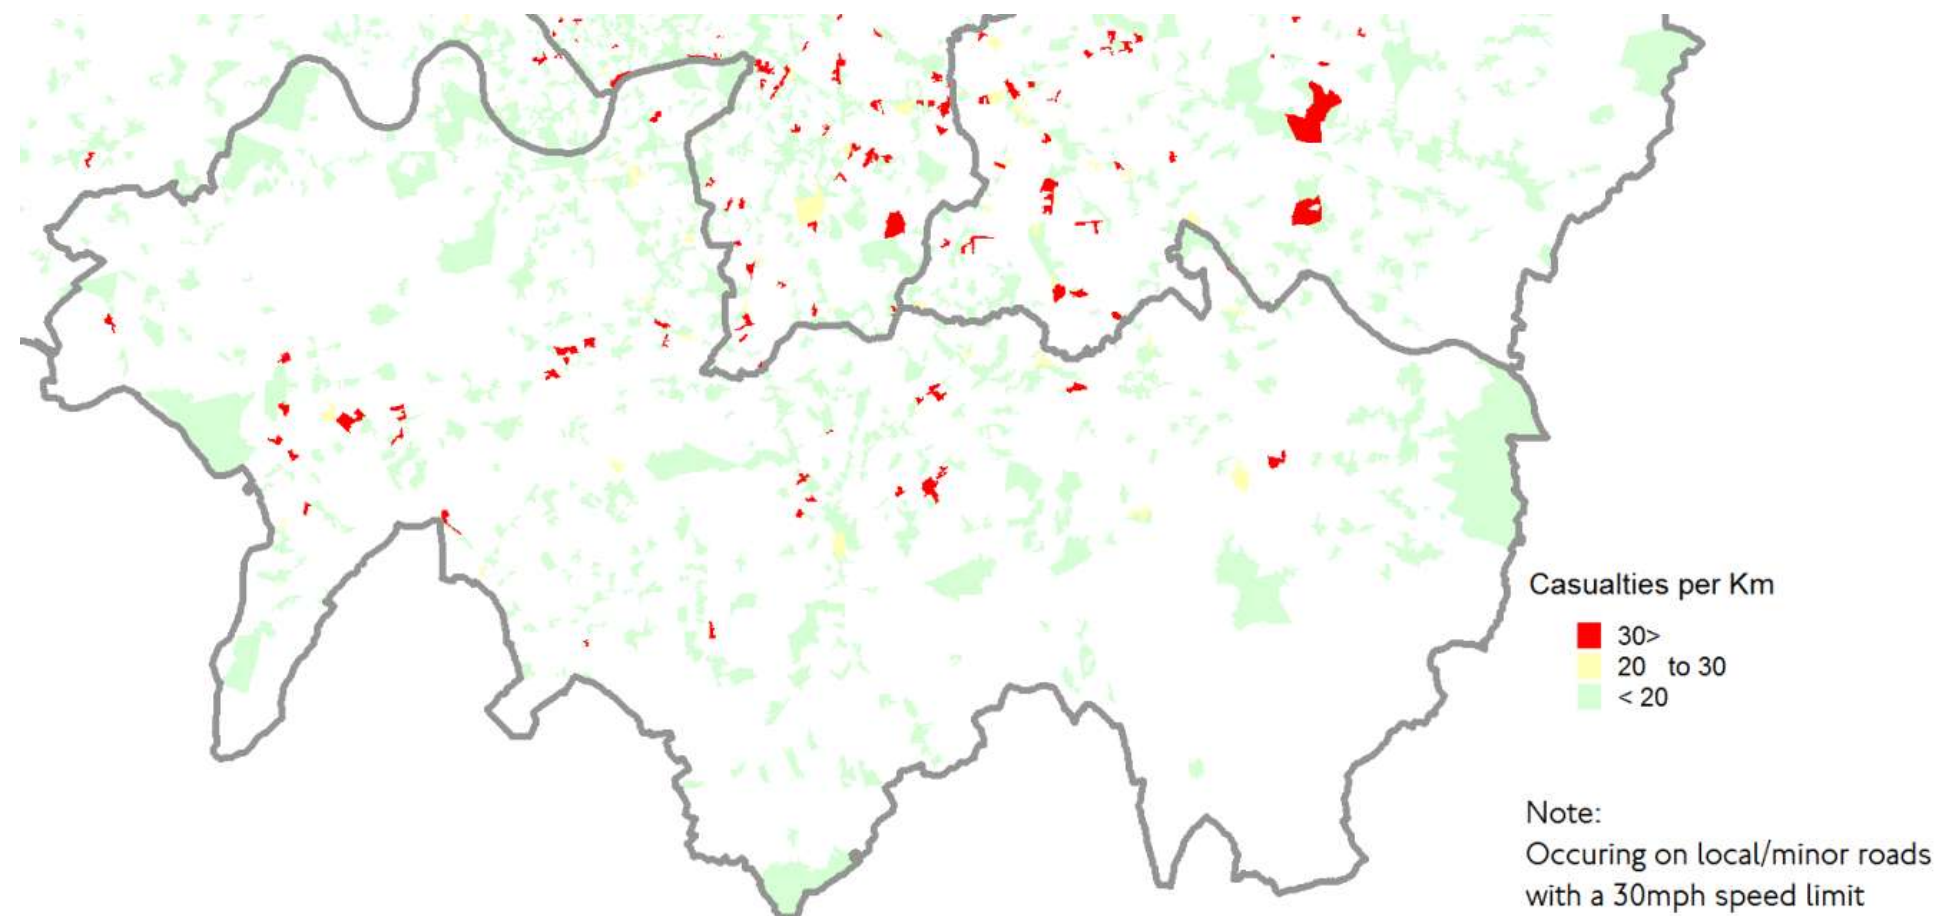 Casualties per Km
30>
20 to 30
< 20
Note:
Occuring on local/minor roads
with a 30mph speed limit